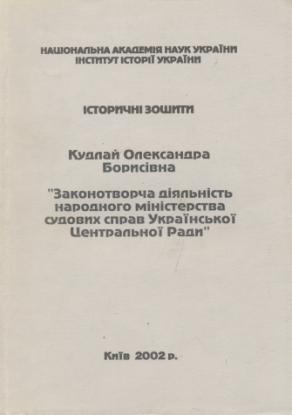 НАЦІОНАЛЬНА АКАДЕМІЯ НАУК УКРАЇНИ
ІНСТИТУТ ІСТОРІЇ УКРАЇНИ
ІСТОРИЧНІ ЗОШИТИ
Кудлай Олександра
Борисівна
"Законотворча діяльність
народного міністерства
судових справ Української
Центральної Ради"
Київ 2002 р.